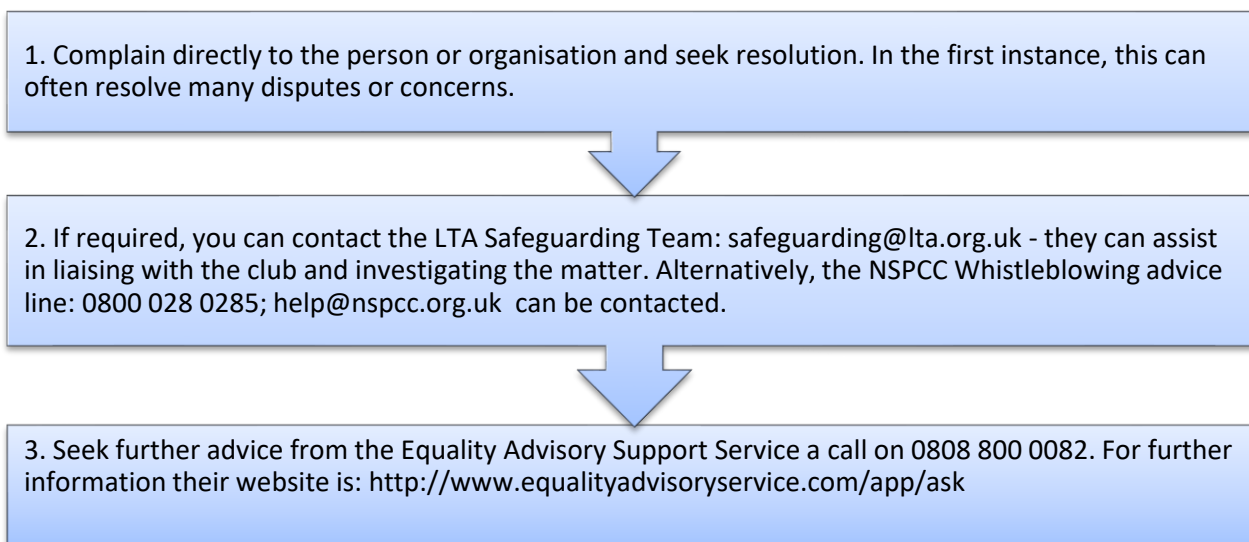 1. Complain directly to the person or organisation and seek resolution. In the first instance, this can
often resolve many disputes or concerns.
2. If required, you can contact the LTA Safeguarding Team: safeguarding@lta.org.uk - they can assist
in liaising with the club and investigating the matter. Alternatively, the NSPCC Whistleblowing advice
line: 0800 028 0285; help@nspcc.org.uk  can be contacted.
3. Seek further advice from the Equality Advisory Support Service a call on 0808 800 0082. For further
information their website is: http://www.equalityadvisoryservice.com/app/ask